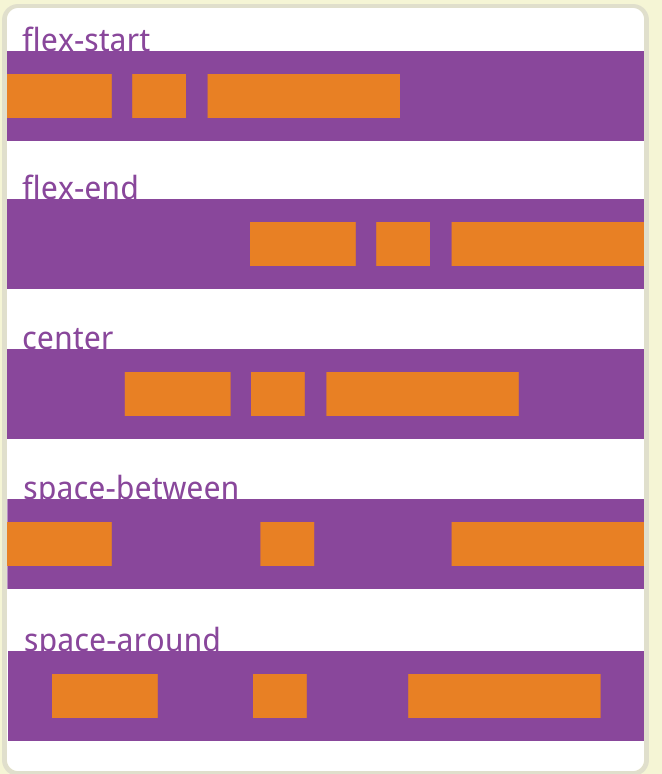 flex-start
flex-end
center
space-between
space-around